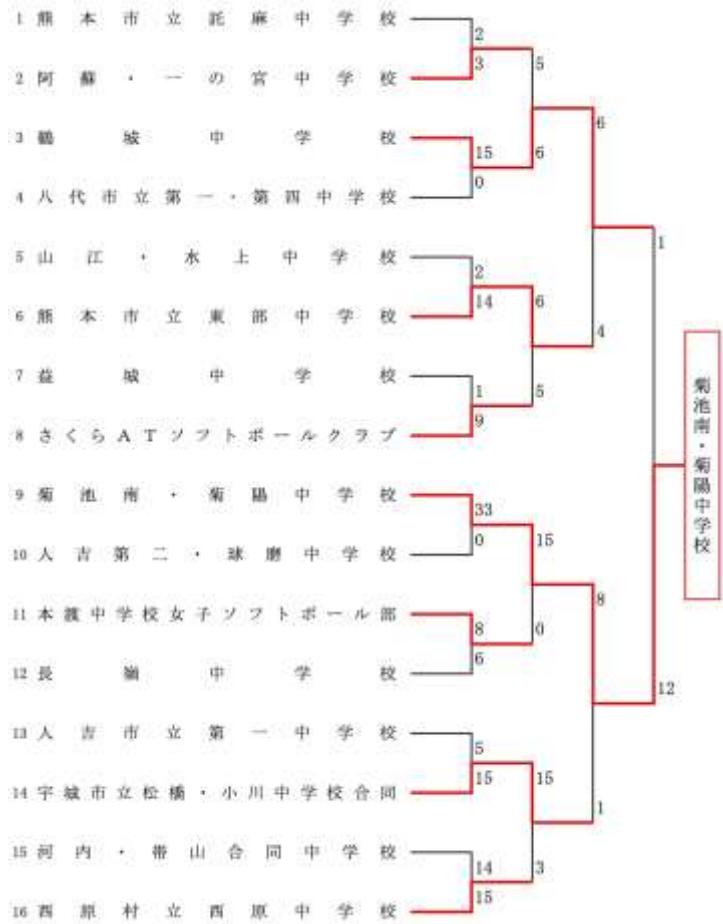 1 熊本市立託麻中学校
2
3
2 阿蘇・一の宮中学校
5
6
3 鶴城中学校
15
6
0
4 八代市立第一・第四中学校
1
5 山江・水上中学校
2
14
6
6 熊本市立東部中学校
4
7 益城中学校
1
9
5
8 さくらATソフトボールクラブ
菊池南・菊陽中学校
9 菊池南・菊陽中学校
33
0
15
10 人吉第二・球磨中学校
8
11 本渡中学校女子ソフトボール部
8
6
0
12 長嶺中学校
12
13 人吉市立第一中学校
5
15
15
14 宇城市立松橋・小川中学校合同
1
15 河内・帯山合同中学校
14
15
3
16 西原村立西原中学校